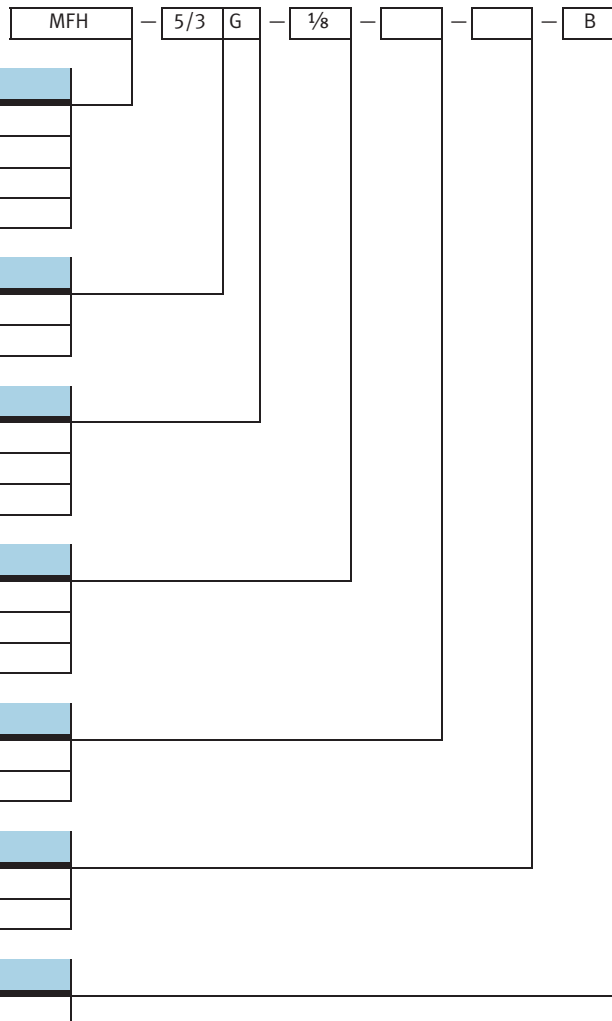 MFH – 5/3 G – ⅛ – – – B